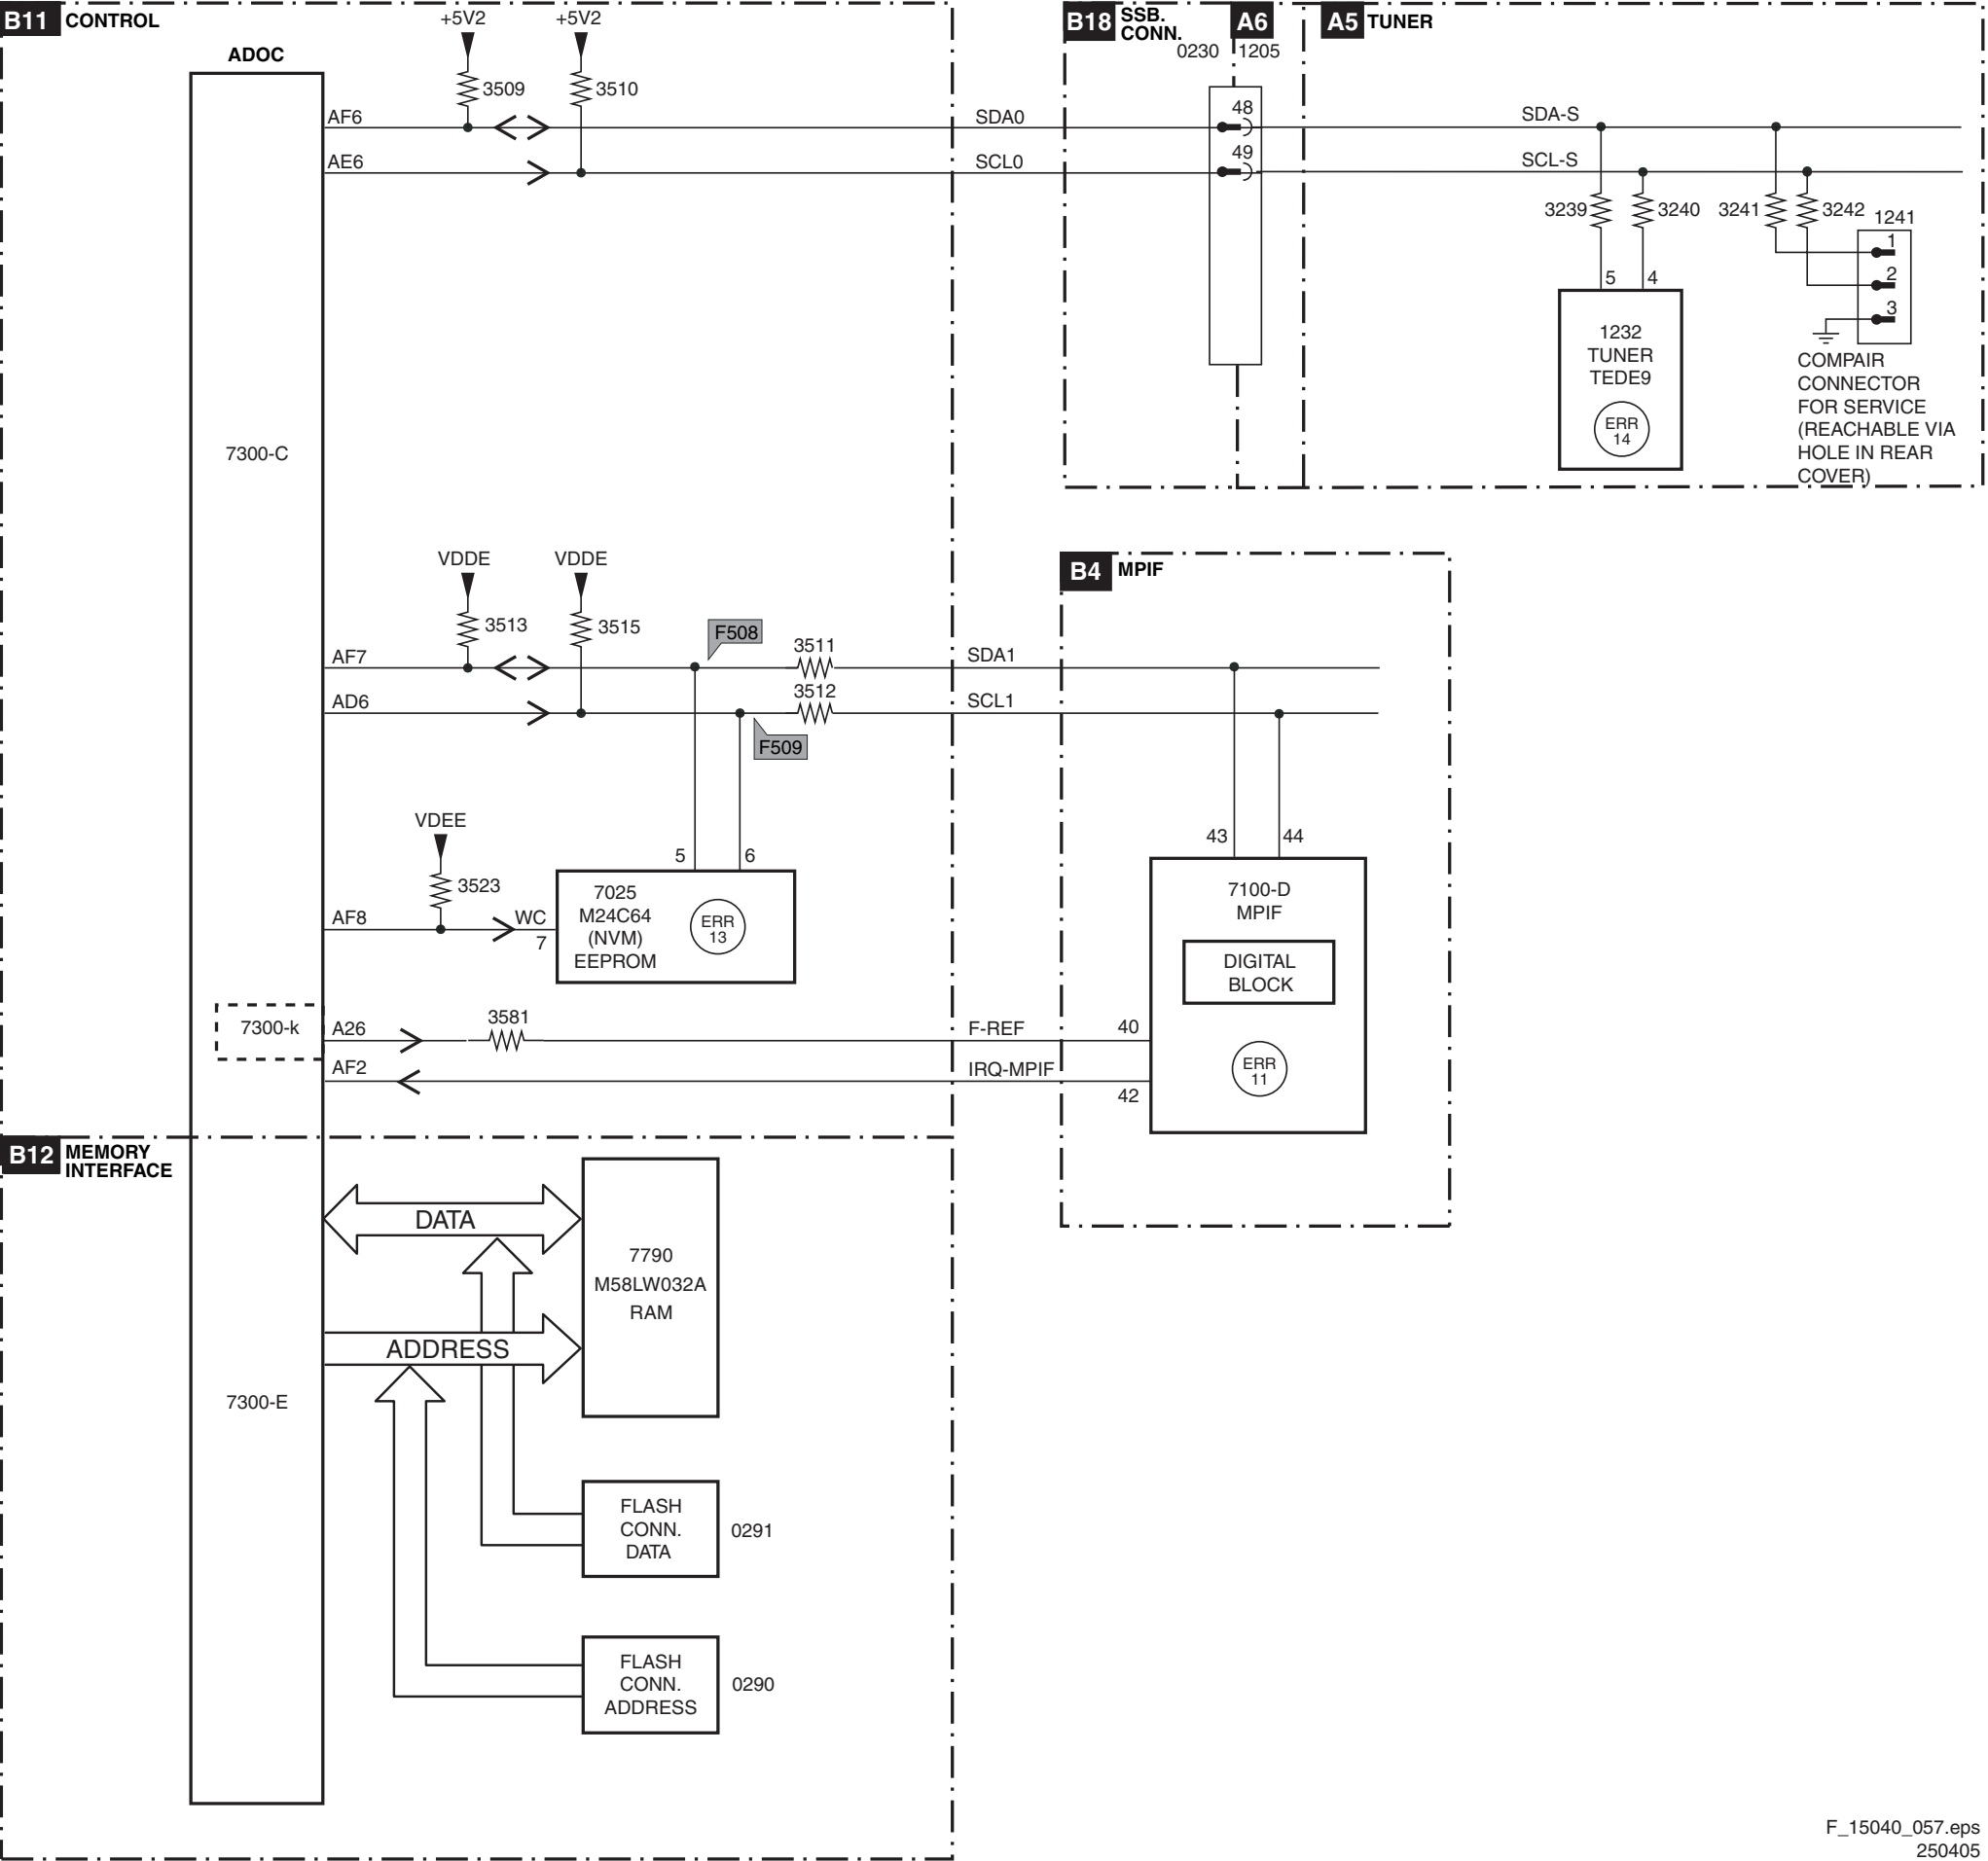 B11 CONTROL
ADOC
+5V2
+5V2
3509
3510
AF6
SDA0
AE6
SCL0
B18 SSB.
CONN.
A6
0230
1205
48
49
A5 TUNER
SDA-S
SCL-S
3239
3240
3241
3242
1241
1
2
3
5
4
1232
TUNER
TEDE9
ERR
14
COMPAIR
CONNECTOR
FOR SERVICE
(REACHABLE VIA
HOLE IN REAR
COVER)
7300-C
VDDE
VDDE
3513
3515
F508
3511
AF7
SDA1
3512
AD6
SCL1
F509
B4 MPIF
43
44
7100-D
MPIF
DIGITAL
BLOCK
ERR
11
VDEE
3523
AF8
WC
7
5
6
7025
M24C64
(NVM)
EEPROM
ERR
13
7300-k
A26
3581
F-REF
40
AF2
IRQ-MPIF
42
B12 MEMORY
INTERFACE
DATA
7790
M58LW032A
RAM
ADDRESS
7300-E
FLASH
CONN.
DATA
0291
FLASH
CONN.
ADDRESS
0290
F_15040_057.eps
250405